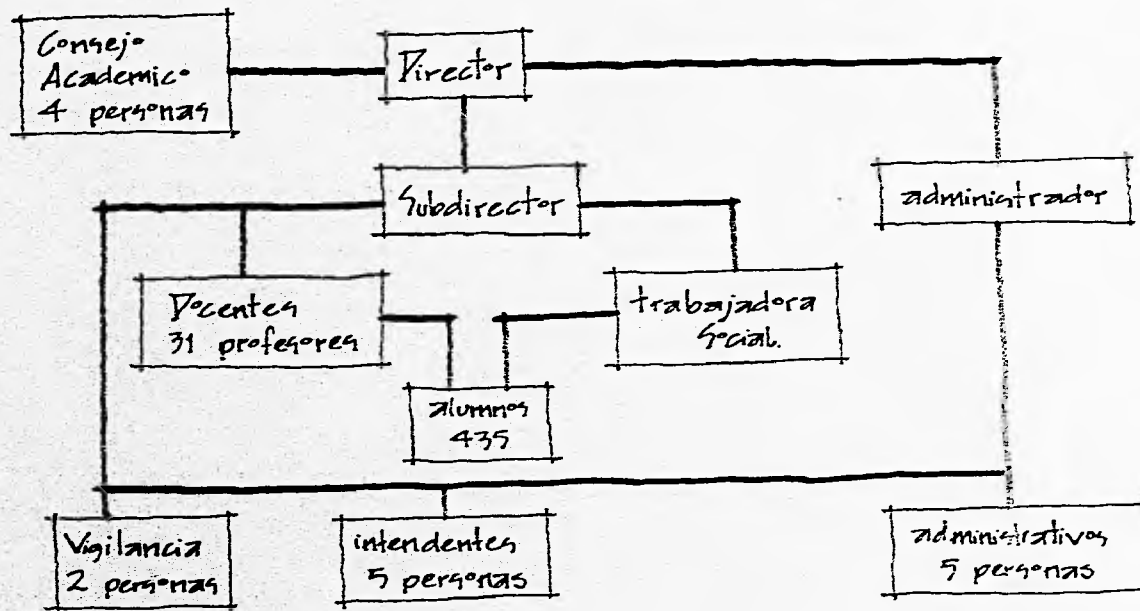 Consejo
Academico
4 personas
Director
Subdirector
administrador
Docentes
31 profesores
trabajadora
Social.
alumnos
435
Vigilancia
2 personas
intendentes
5 personas
administrativos
5 personas